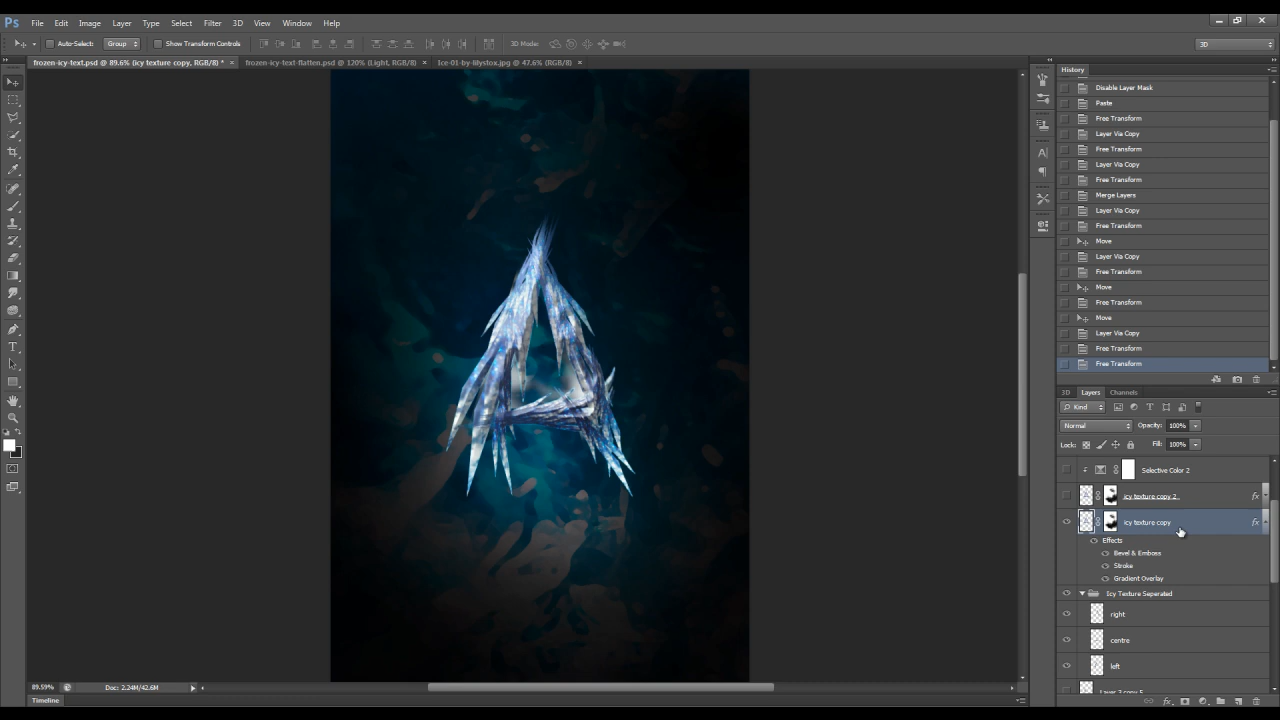 Ps File Edit Image Layer Type Select Filter 3D View Window Help
Auto-Select: Group Show Transform Controls 3D Mode: 3D
frozen-icy-text.psd @ 89.6% (icy texture copy, RGB/8) * × frozen-icy-text-flatten.psd @ 120% (Light, RGB/8) × Ice-01-by-lilystox.jpg @ 47.6% (RGB/8) ×
History
Disable Layer Mask
Paste
Free Transform
Layer Via Copy
Free Transform
Layer Via Copy
Free Transform
Merge Layers
Layer Via Copy
Free Transform
Move
Layer Via Copy
Free Transform
Move
Free Transform
Move
Layer Via Copy
Free Transform
Free Transform
3D Layers Channels
Kind
Normal Opacity: 100%
Lock: Fill: 100%
Selective Color 2
icy texture copy 2 fx
icy texture copy fx
Effects
Bevel & Emboss
Stroke
Gradient Overlay
Icy Texture Seperated
right
centre
left
Layer 3 copy 5
89.59% Doc: 2.24M/42.6M
Timeline